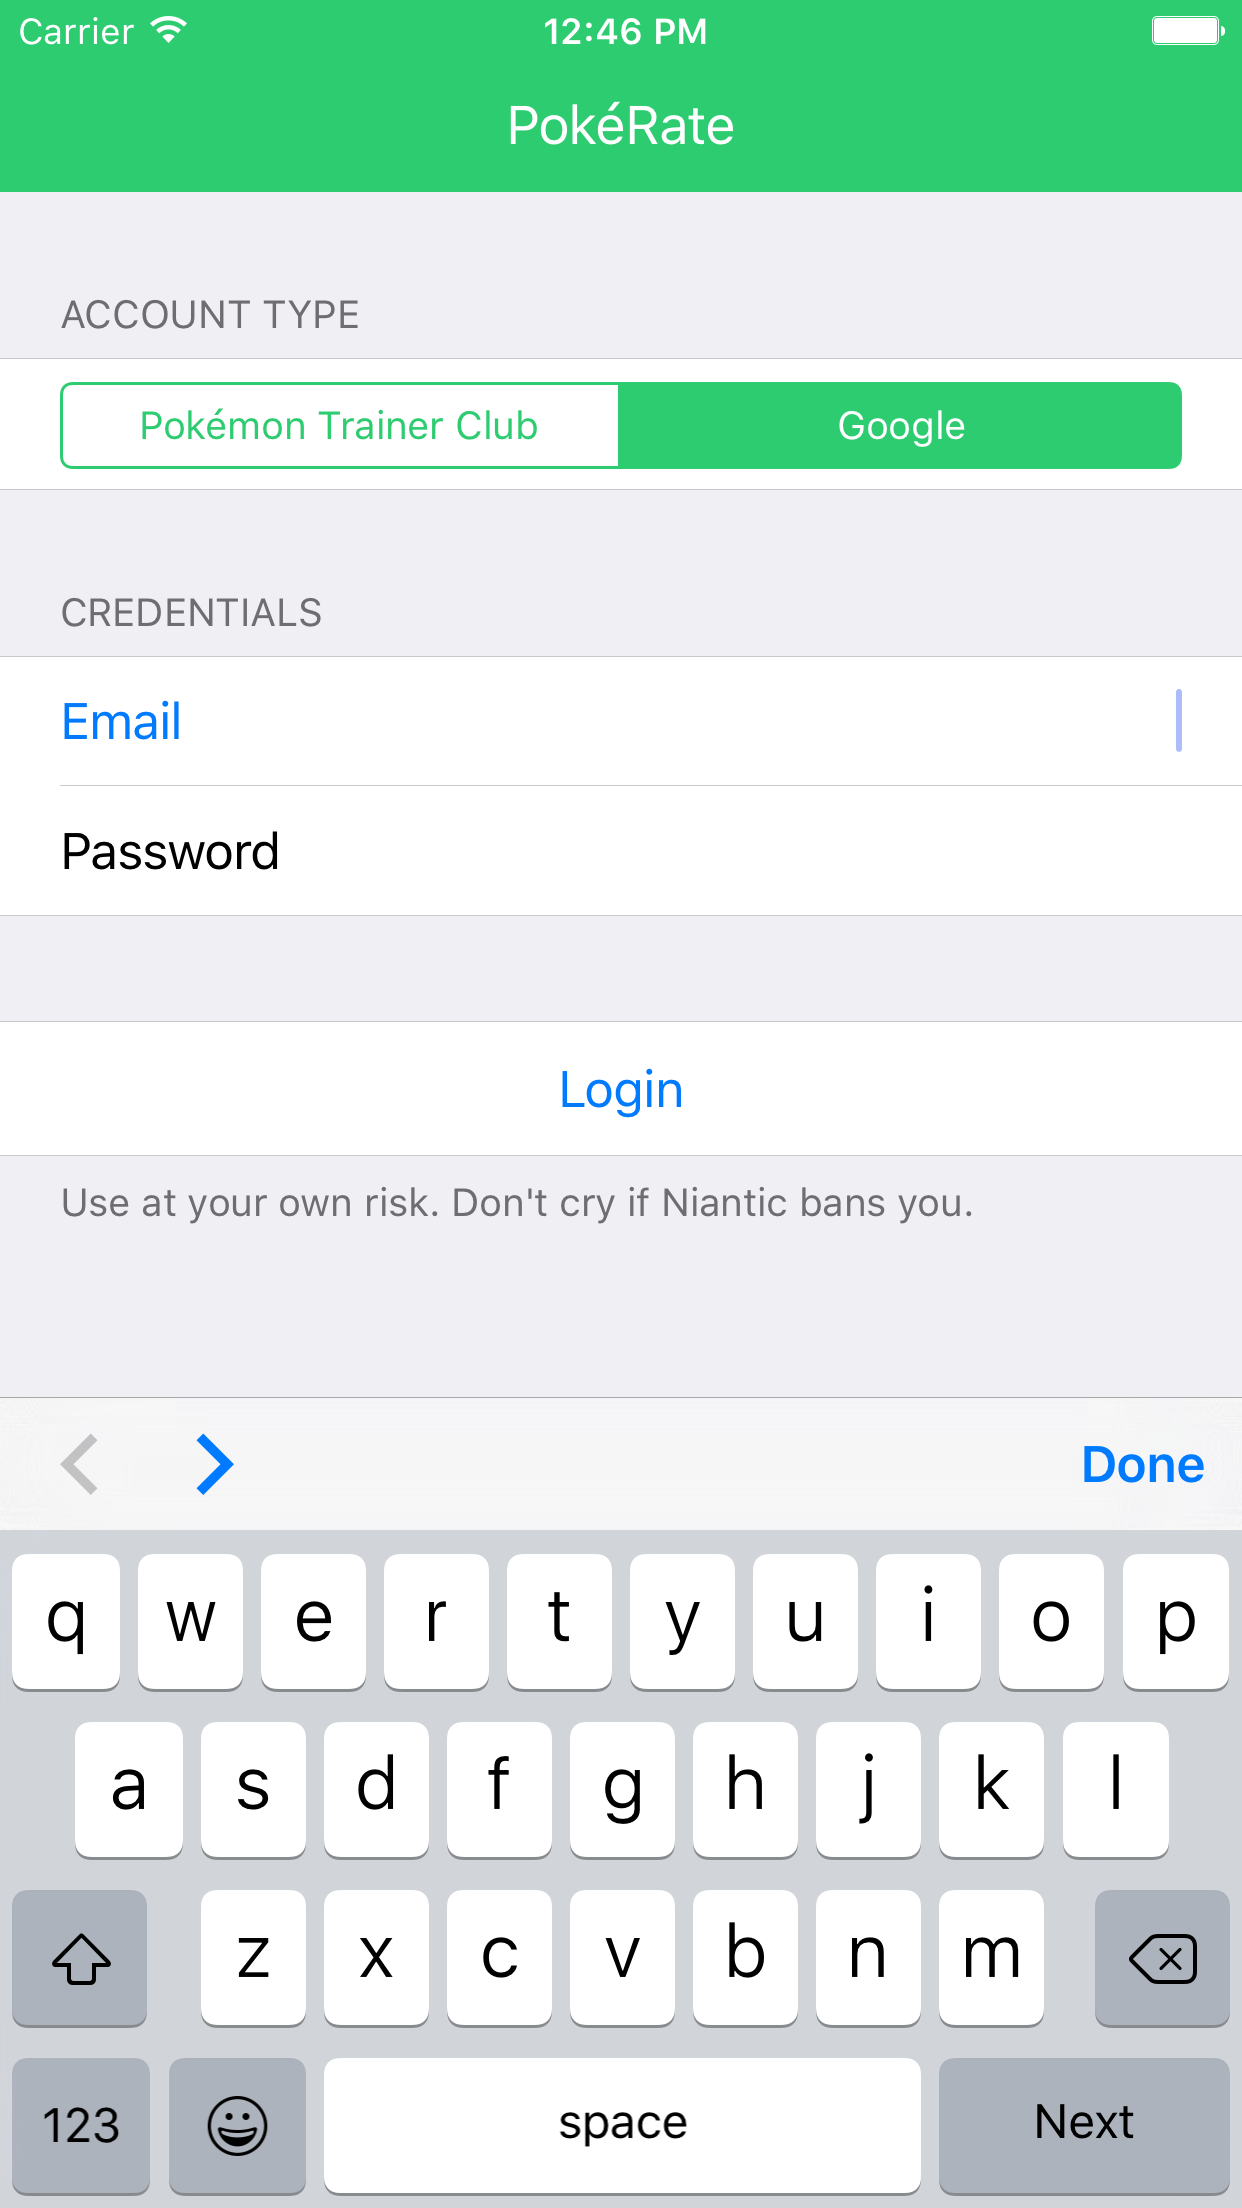 Carrier 12:46 PM
PokéRate
ACCOUNT TYPE
Pokémon Trainer Club Google
CREDENTIALS
Email
Password
Login
Use at your own risk. Don't cry if Niantic bans you.
Done
q w e r t y u i o p
a s d f g h j k l
z x c v b n m
123 space Next